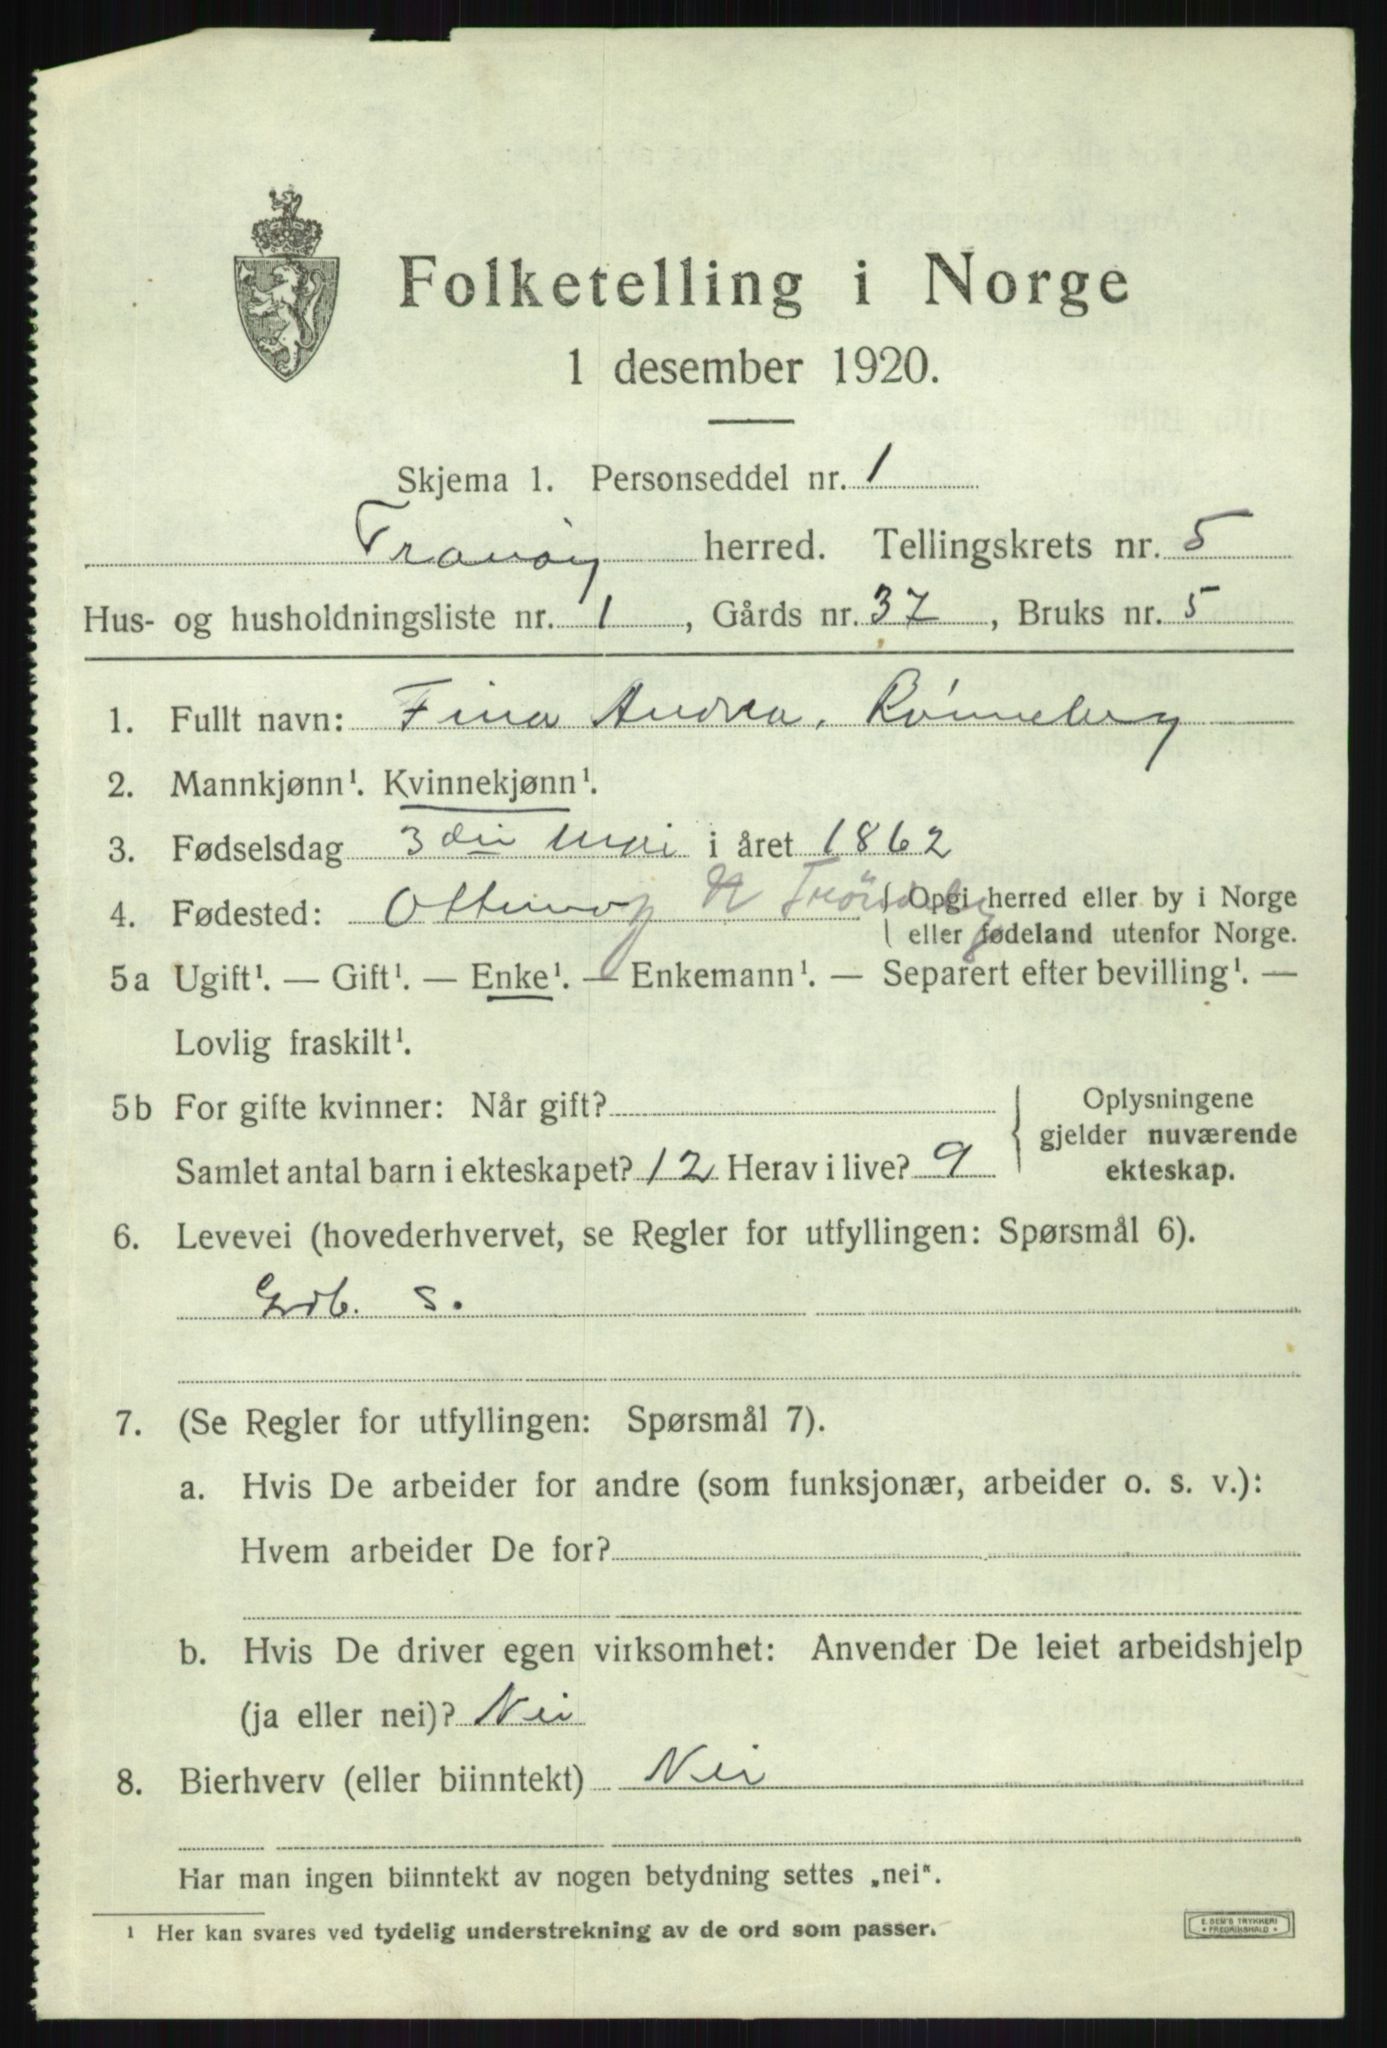 Folketelling i Norge
1 desember 1920.
Skjema 1. Personseddel nr. 1
Tranöy herred. Tellingskrets nr. 5
Hus- og husholdningsliste nr. 1, Gårds nr. 37, Bruks nr. 5
1. Fullt navn: Fina Andrea. Rønneberg
2. Mannkjønn¹. Kvinnekjønn¹.
3. Fødselsdag 3die Mai i året 1862
4. Fødested: N { Opgi herred eller by i Norge
eller fødeland utenfor Norge.
5a Ugift¹. — Gift¹. — Enke¹. — Enkemann¹. — Separert efter bevilling¹. —
Lovlig fraskilt¹.
5b For gifte kvinner: Når gift?
Samlet antal barn i ekteskapet? 12 Herav i live? 9
Oplysningene
gjelder nuværende
ekteskap.
6. Levevei (hovederhvervet, se Regler for utfyllingen: Spørsmål 6).
Grdb. s.
7. (Se Regler for utfyllingen: Spørsmål 7).
a. Hvis De arbeider for andre (som funksjonær, arbeider o. s. v.):
Hvem arbeider De for?
b. Hvis De driver egen virksomhet: Anvender De leiet arbeidshjelp
(ja eller nei)? Nei
8. Bierhverv (eller biinntekt) Nei
Har man ingen biinntekt av nogen betydning settes „nei".
¹ Her kan svares ved tydelig understrekning av de ord som passer.
E. SEM'S TRYKKERI
• FREDRIKSHALD •